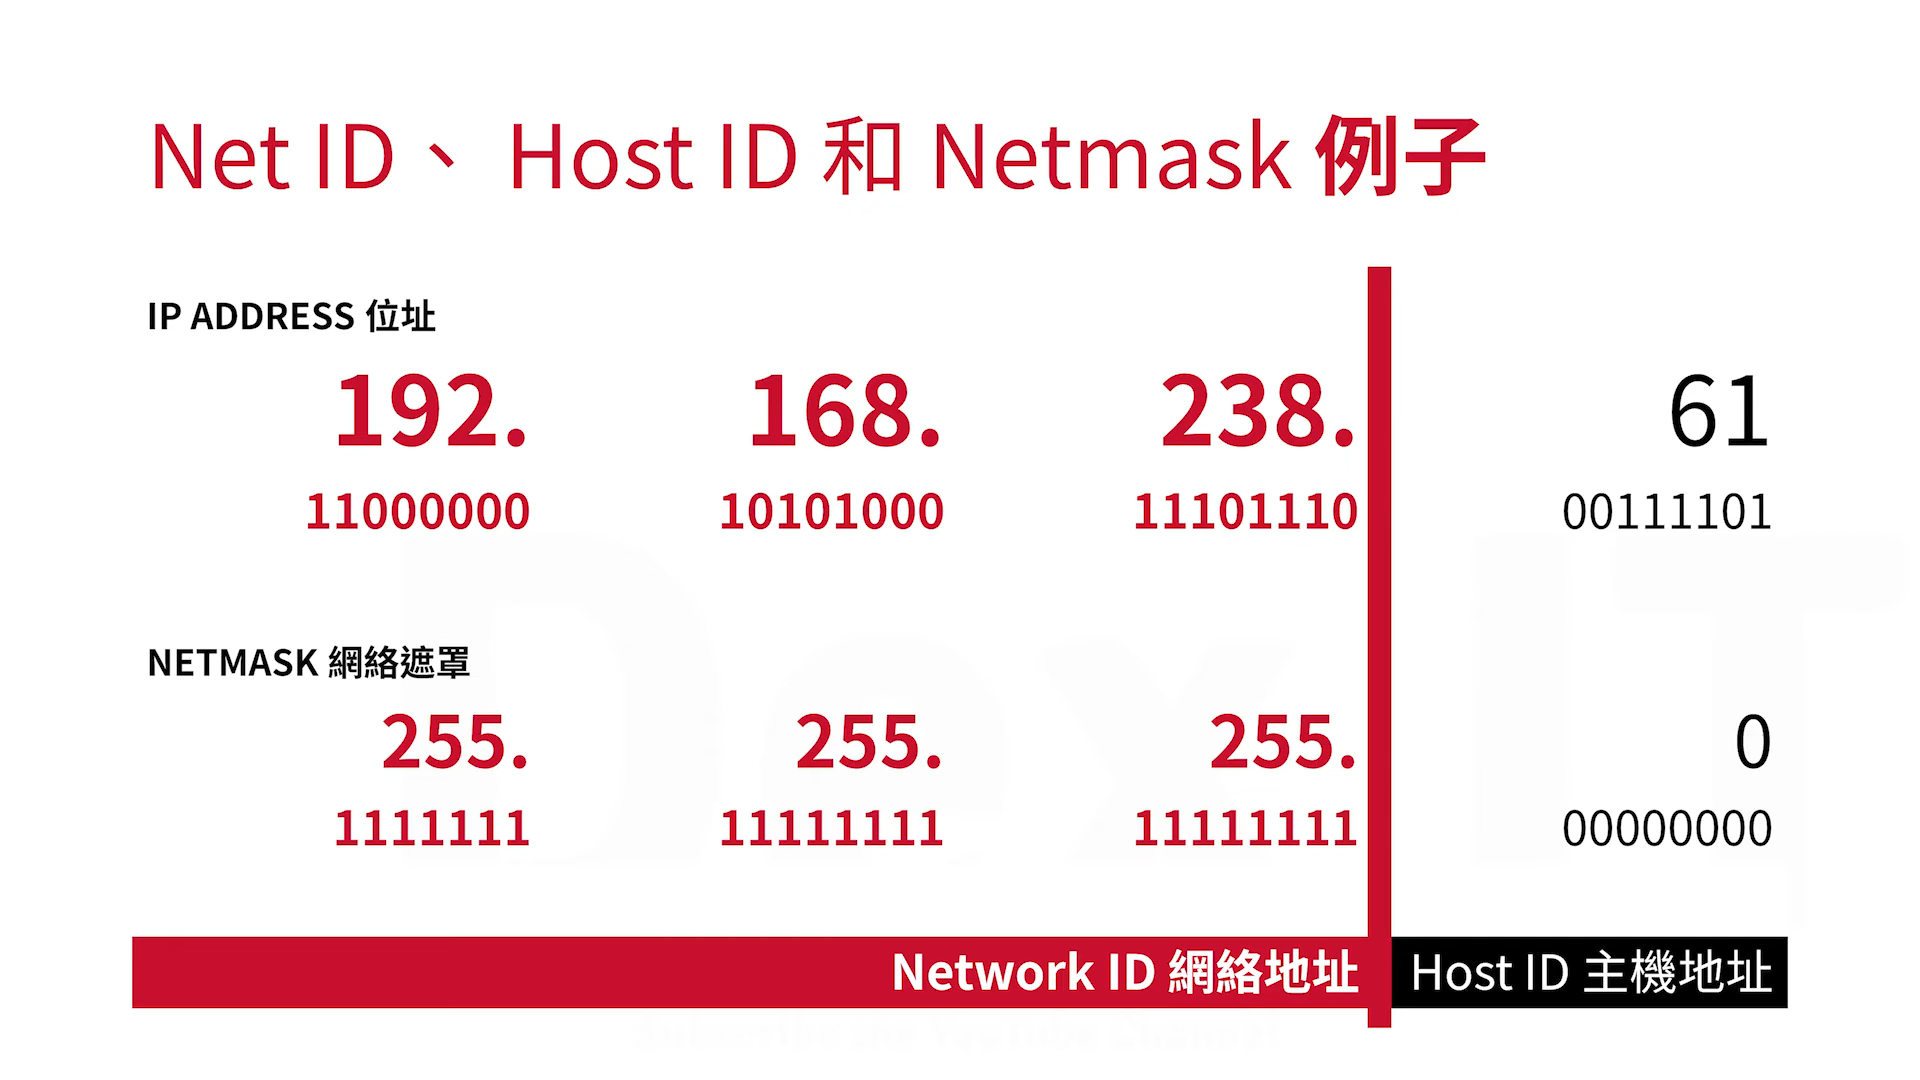 Net ID、 Host ID 和 Netmask 例子
IP ADDRESS 位址
192. 168. 238. 61
11000000 10101000 11101110 00111101
NETMASK 網絡遮罩
255. 255. 255. 0
1111111 11111111 11111111 00000000
Network ID 網絡地址 Host ID 主機地址